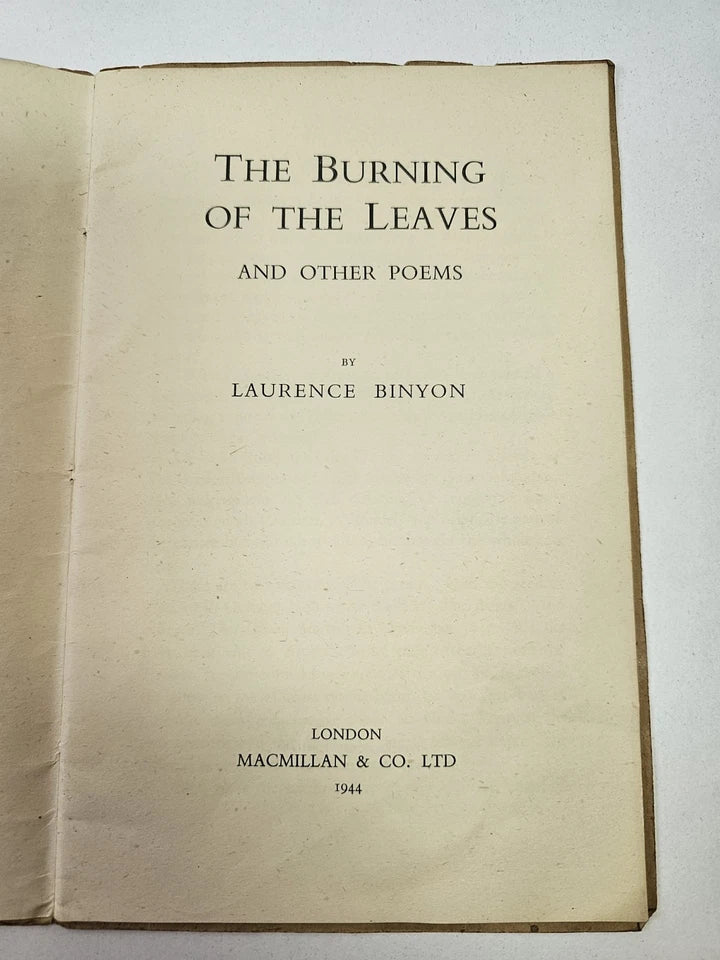 THE BURNING
OF THE LEAVES
AND OTHER POEMS
BY
LAURENCE BINYON
LONDON
MACMILLAN & CO. LTD
1944